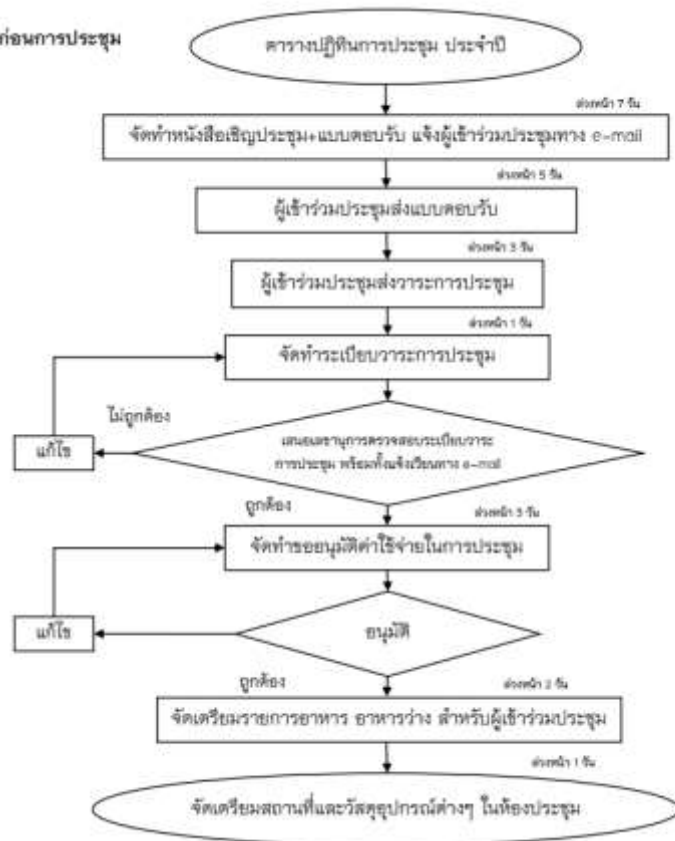 ก่อนการประชุม
ตารางปฏิทินการประชุม ประจำปี
ล่วงหน้า 7 วัน
จัดทำหนังสือเชิญประชุม+แบบตอบรับ แจ้งผู้เข้าร่วมประชุมทาง e-mail
ล่วงหน้า 5 วัน
ผู้เข้าร่วมประชุมส่งแบบตอบรับ
ล่วงหน้า 3 วัน
ผู้เข้าร่วมประชุมส่งวาระการประชุม
ล่วงหน้า 1 วัน
จัดทำระเบียบวาระการประชุม
ไม่ถูกต้อง
แก้ไข
เสนอเลขานุการตรวจสอบระเบียบวาระ
การประชุม พร้อมทั้งแจ้งเวียนทาง e-mail
ถูกต้อง
ล่วงหน้า 3 วัน
จัดทำขออนุมัติค่าใช้จ่ายในการประชุม
แก้ไข
อนุมัติ
ถูกต้อง
ล่วงหน้า 2 วัน
จัดเตรียมรายการอาหาร อาหารว่าง สำหรับผู้เข้าร่วมประชุม
ล่วงหน้า 1 วัน
จัดเตรียมสถานที่และวัสดุอุปกรณ์ต่างๆ ในห้องประชุม